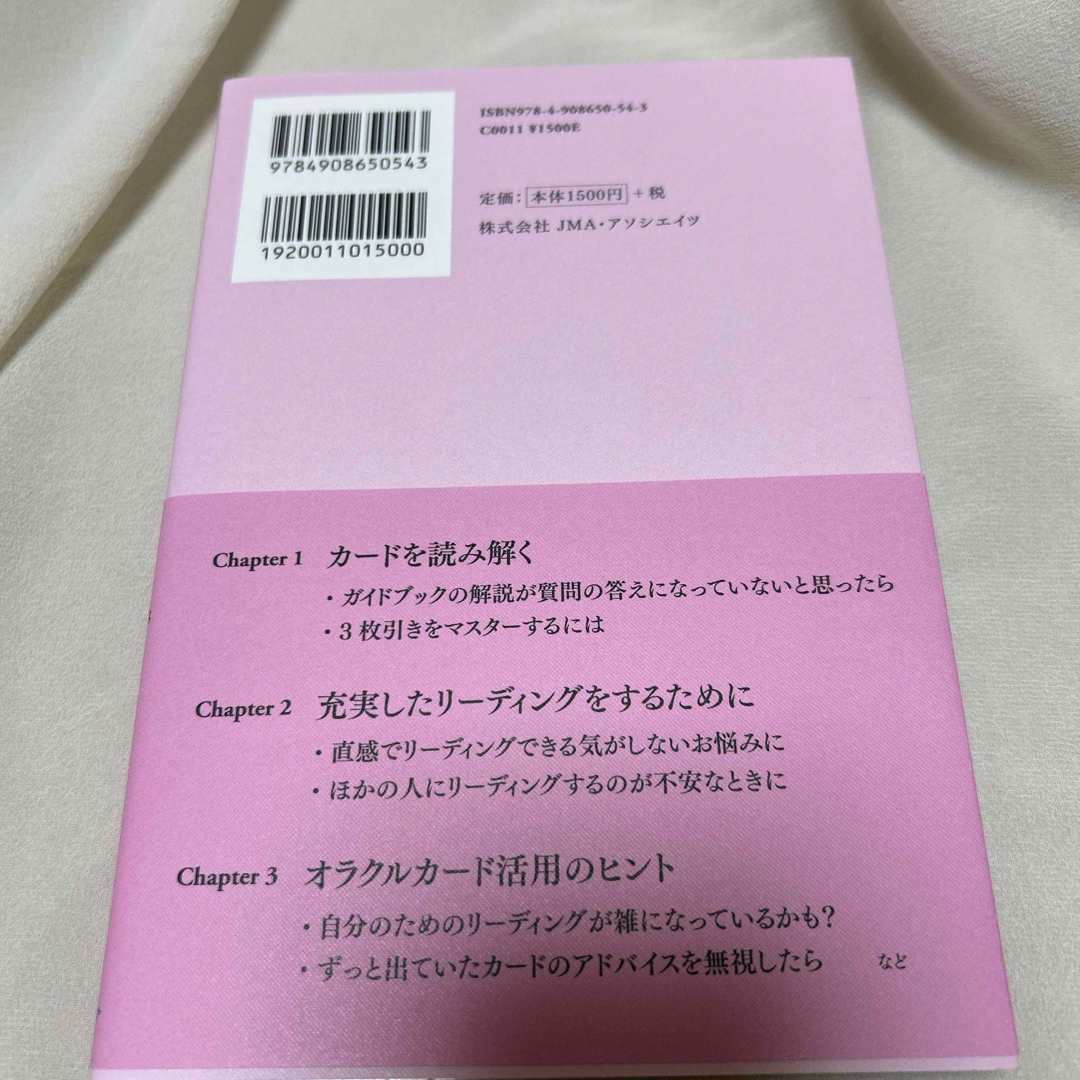 ISBN978-4-908650-54-3
C0011 ¥1500E
9784908650543
定価：本体1500円＋税
株式会社 JMA・アソシエイツ
1920011015000
Chapter 1 カードを読み解く
・ガイドブックの解説が質問の答えになっていないと思ったら
・3枚引きをマスターするには
Chapter 2 充実したリーディングをするために
・直感でリーディングできる気がしないお悩みに
・ほかの人にリーディングするのが不安なときに
Chapter 3 オラクルカード活用のヒント
・自分のためのリーディングが雑になっているかも?
・ずっと出ていたカードのアドバイスを無視したら など